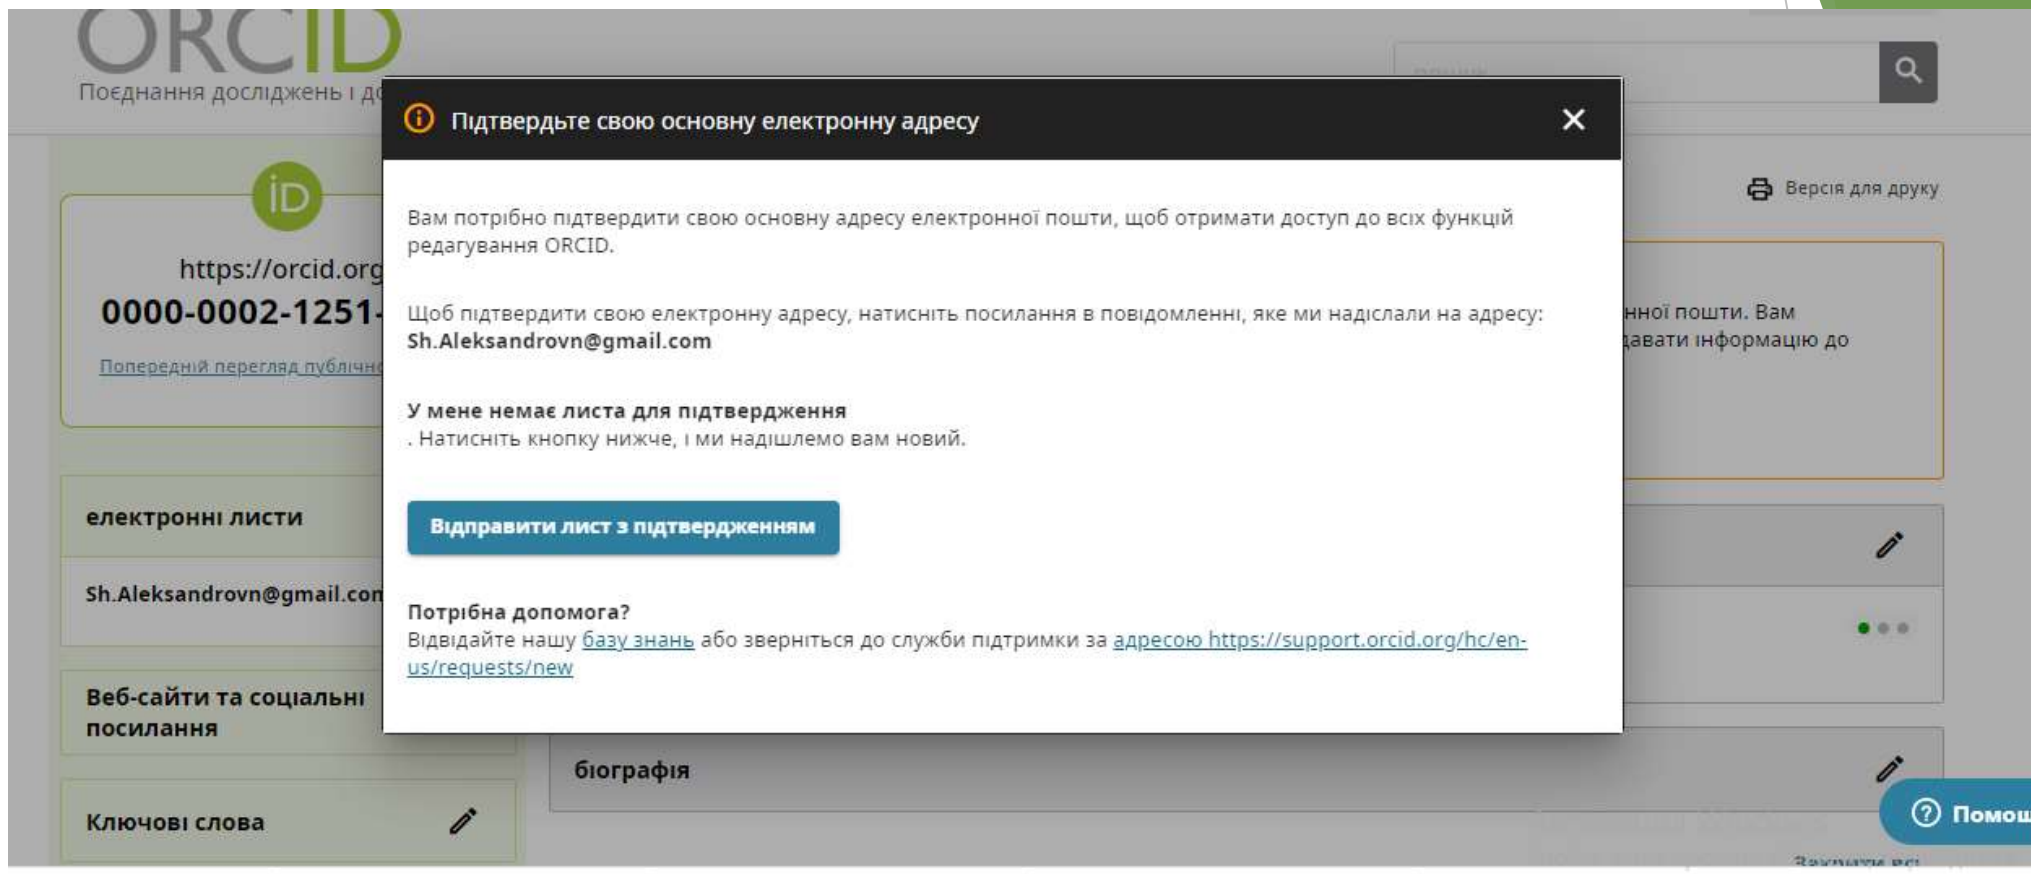 ORCID
Поєднання досліджень і до
Підтвердьте свою основну електронну адресу
Версія для друку
iD
Вам потрібно підтвердити свою основну адресу електронної пошти, щоб отримати доступ до всіх функцій
редагування ORCID.
https://orcid.org
0000-0002-1251-
Щоб підтвердити свою електронну адресу, натисніть посилання в повідомленні, яке ми надіслали на адресу:
Sh.Aleksandrovn@gmail.com
нної пошти. Вам
давати інформацію до
Попередній перегляд публічно
У мене немає листа для підтвердження
. Натисніть кнопку нижче, і ми надішлемо вам новий.
електронні листи
Відправити лист з підтвердженням
Sh.Aleksandrovn@gmail.com
Потрібна допомога?
Відвідайте нашу базу знань або зверніться до служби підтримки за адресою https://support.orcid.org/hc/en-
us/requests/new
Веб-сайти та соціальні
посилання
біографія
Ключові слова
Помощ
Закрити всі